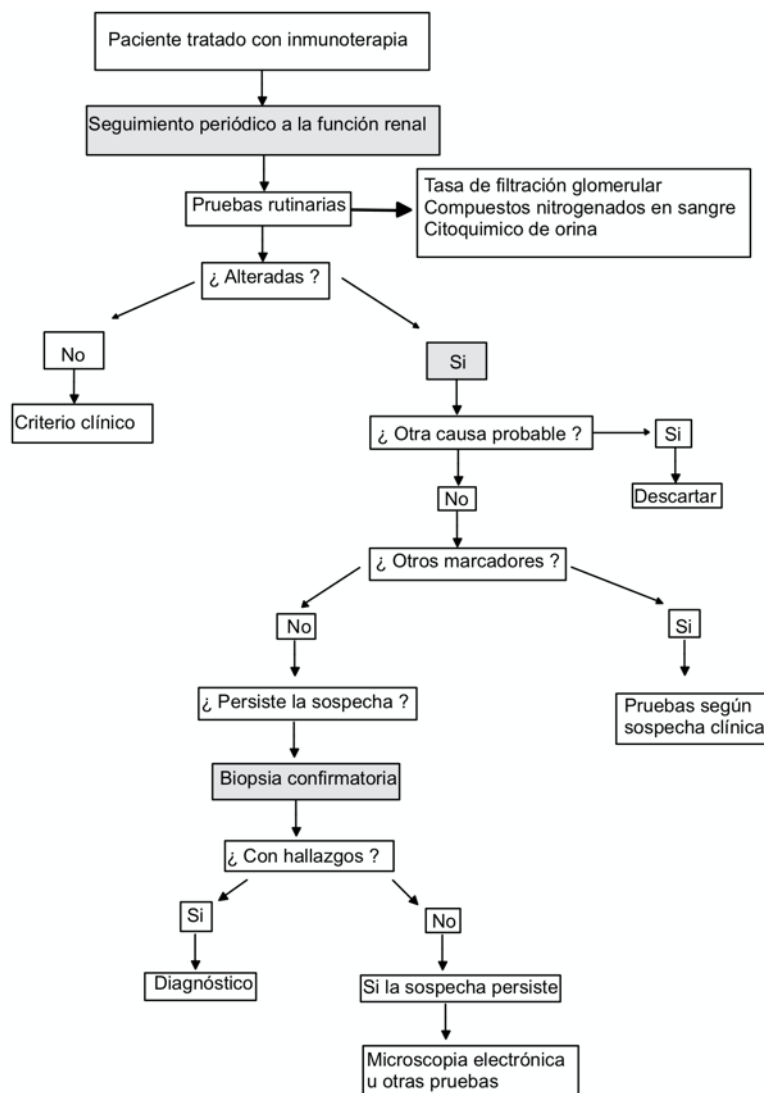 Paciente tratado con inmunoterapia
Seguimiento periódico a la función renal
Pruebas rutinarias
Tasa de filtración glomerular
Compuestos nitrogenados en sangre
Citoquimico de orina
¿ Alteradas ?
No
Si
Criterio clínico
¿ Otra causa probable ?
Si
No
Descartar
¿ Otros marcadores ?
No
Si
¿ Persiste la sospecha ?
Pruebas según
sospecha clínica
Biopsia confirmatoria
¿ Con hallazgos ?
Si
No
Diagnóstico
Si la sospecha persiste
Microscopia electrónica
u otras pruebas